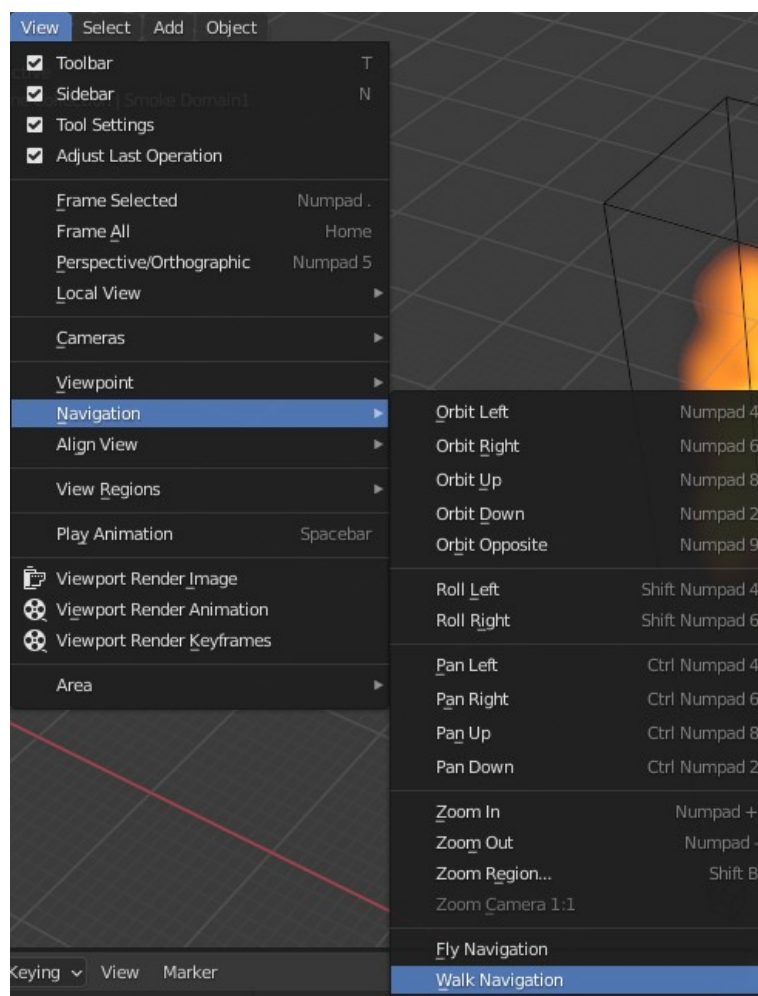 View Select Add Object
Toolbar T
Sidebar N
Tool Settings
Adjust Last Operation
Frame Selected Numpad .
Frame All Home
Perspective/Orthographic Numpad 5
Local View
Cameras
Viewpoint
Navigation
Align View
View Regions
Play Animation Spacebar
Viewport Render Image
Viewport Render Animation
Viewport Render Keyframes
Area
Orbit Left Numpad 4
Orbit Right Numpad 6
Orbit Up Numpad 8
Orbit Down Numpad 2
Orbit Opposite Numpad 9
Roll Left Shift Numpad 4
Roll Right Shift Numpad 6
Pan Left Ctrl Numpad 4
Pan Right Ctrl Numpad 6
Pan Up Ctrl Numpad 8
Pan Down Ctrl Numpad 2
Zoom In Numpad +
Zoom Out Numpad -
Zoom Region... Shift B
Zoom Camera 1:1
Fly Navigation
Walk Navigation
Keying View Marker